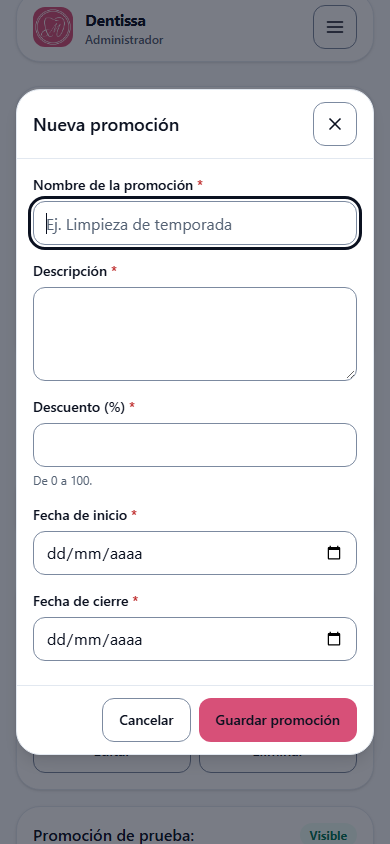 Dentissa
Administrador
Nueva promoción
Nombre de la promoción *
Ej. Limpieza de temporada
Descripción *
Descuento (%) *
De 0 a 100.
Fecha de inicio *
dd/mm/aaaa
Fecha de cierre *
dd/mm/aaaa
Cancelar
Guardar promoción
Promoción de prueba:
Visible